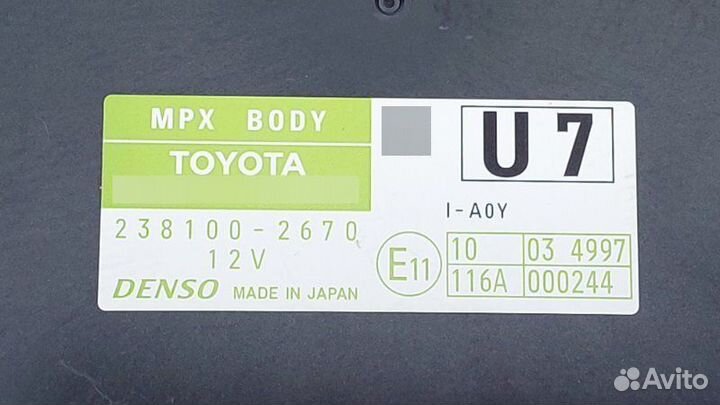 MPX BODY
TOYOTA
238100-2670
12V
DENSO MADE IN JAPAN
U7
I-A0Y
E11
10 03 4997
116A 000244
Avito